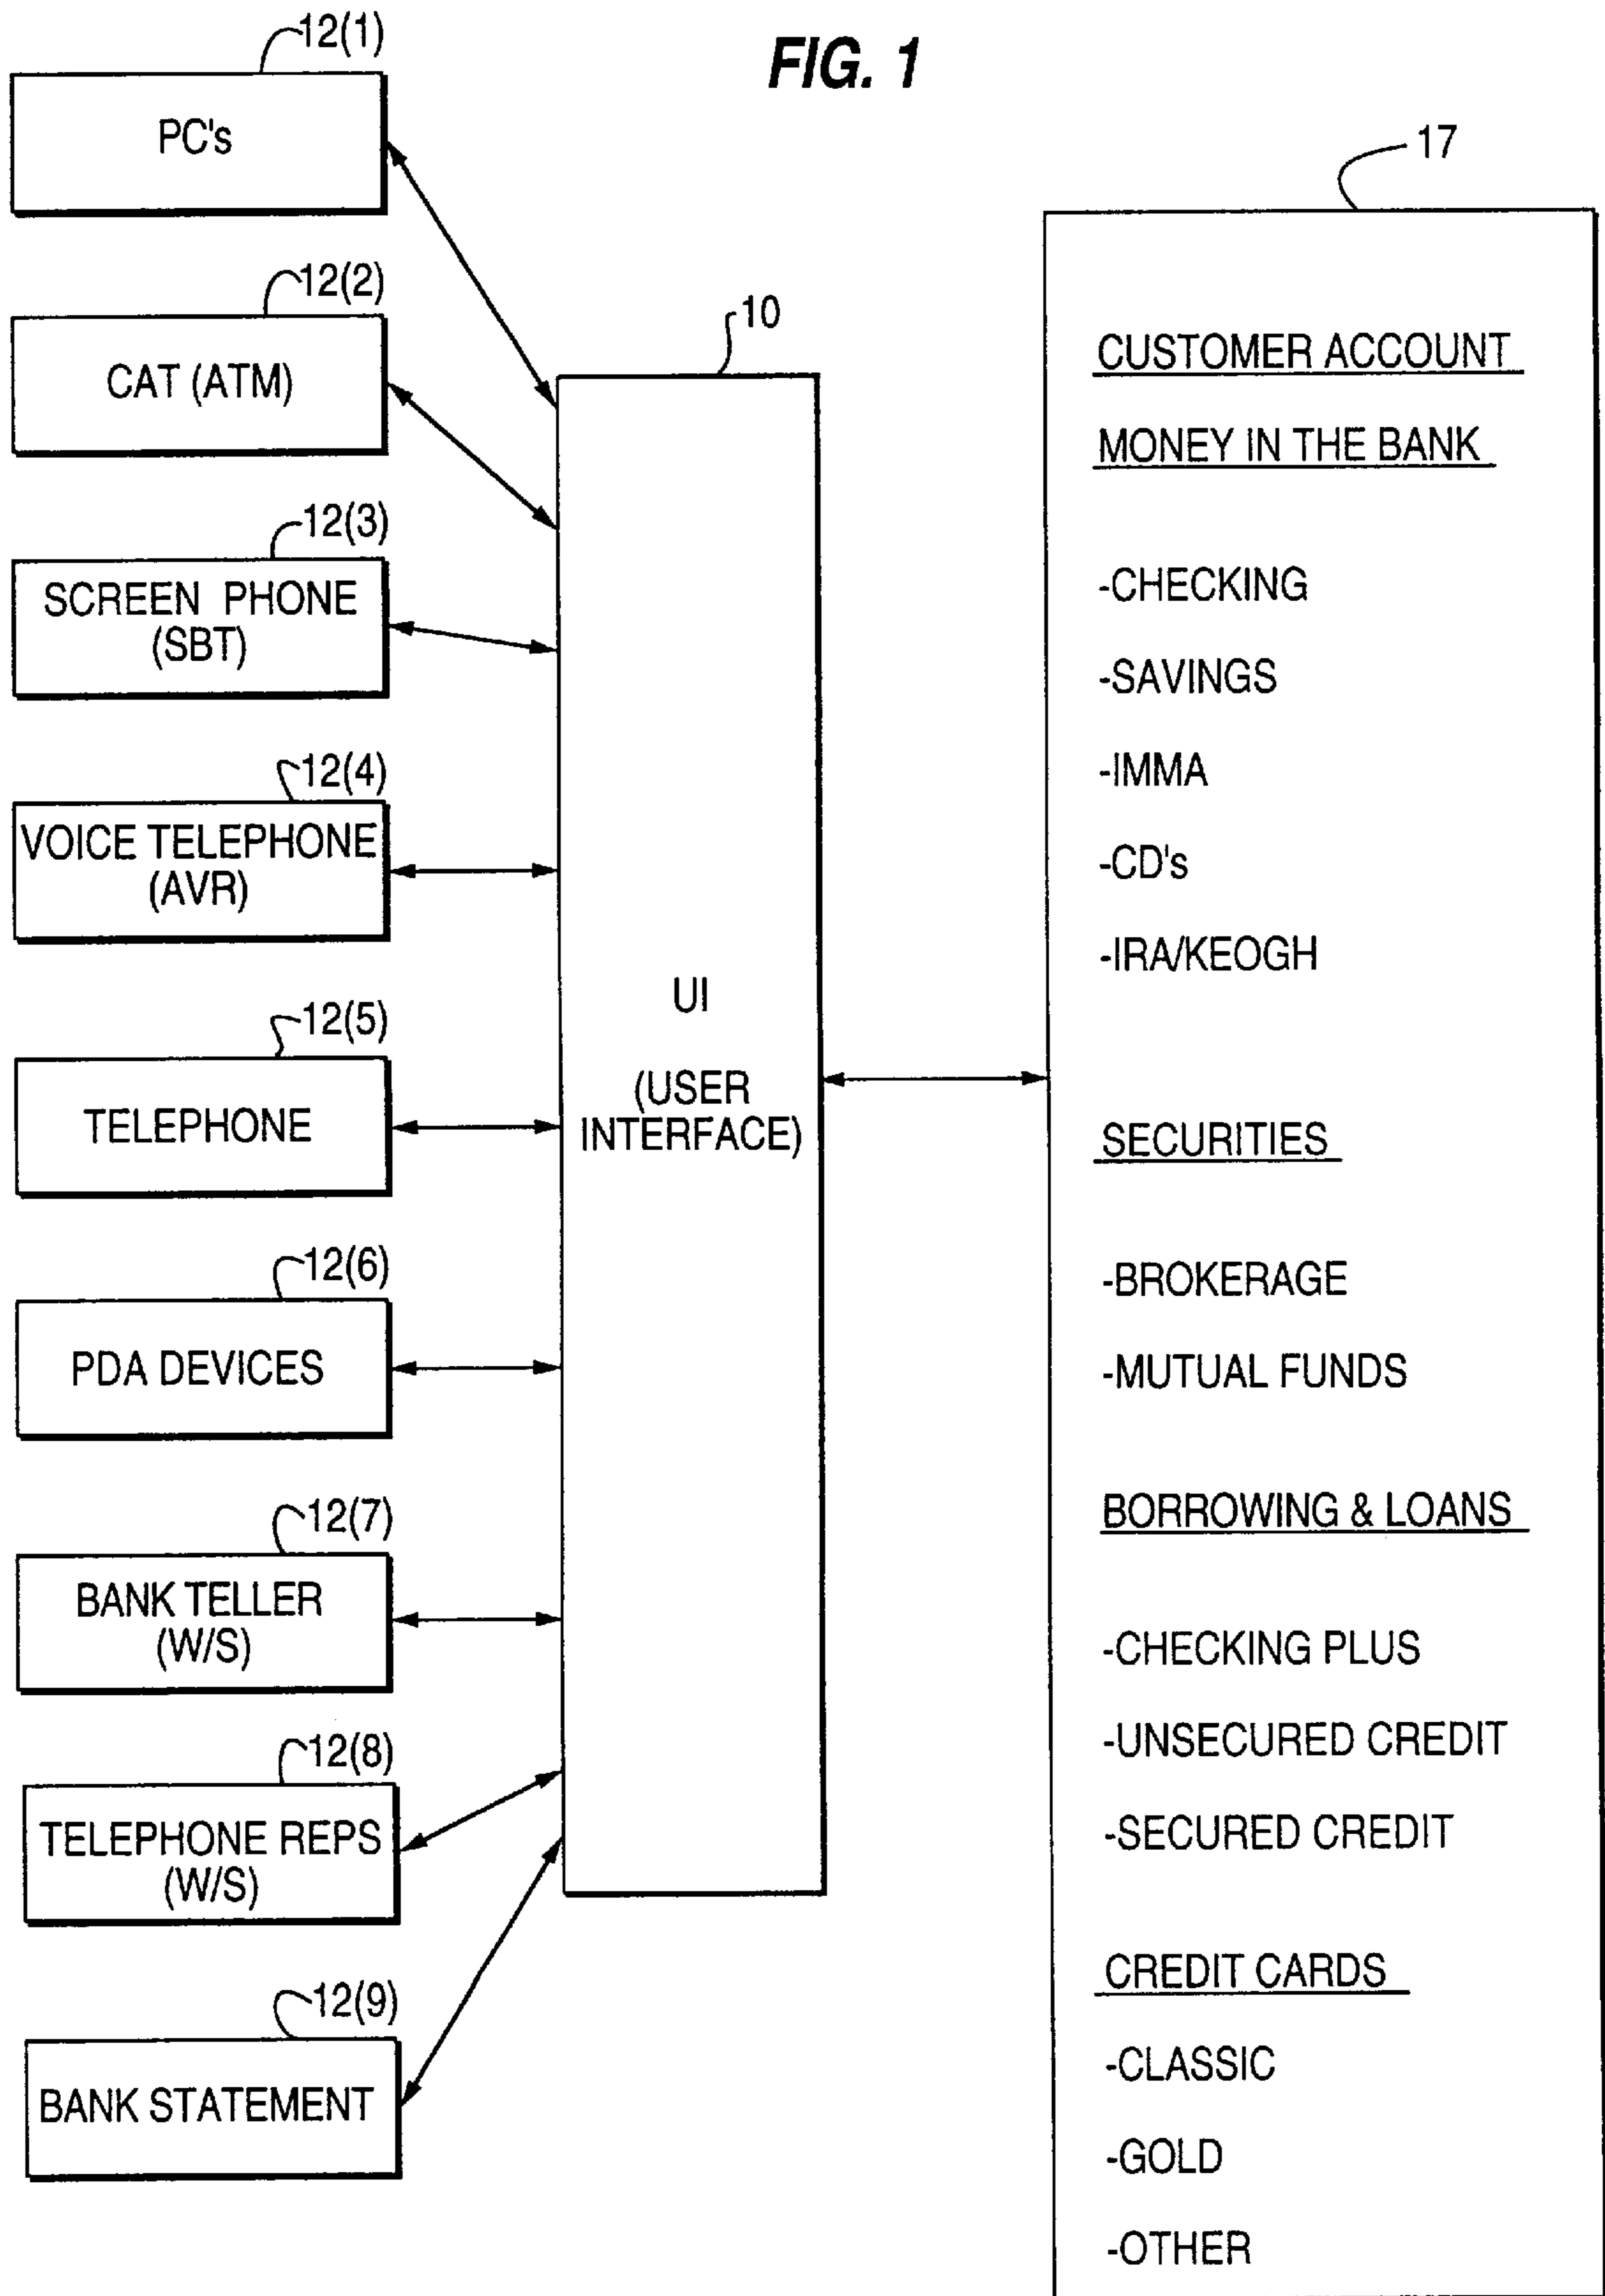 FIG. 1
12(1)
PC's
12(2)
CAT (ATM)
12(3)
SCREEN PHONE
(SBT)
12(4)
VOICE TELEPHONE
(AVR)
12(5)
TELEPHONE
12(6)
PDA DEVICES
12(7)
BANK TELLER
(W/S)
12(8)
TELEPHONE REPS
(W/S)
12(9)
BANK STATEMENT
10
UI
(USER
INTERFACE)
17
CUSTOMER ACCOUNT
MONEY IN THE BANK
-CHECKING
-SAVINGS
-IMMA
-CD's
-IRA/KEOGH
SECURITIES
-BROKERAGE
-MUTUAL FUNDS
BORROWING & LOANS
-CHECKING PLUS
-UNSECURED CREDIT
-SECURED CREDIT
CREDIT CARDS
-CLASSIC
-GOLD
-OTHER